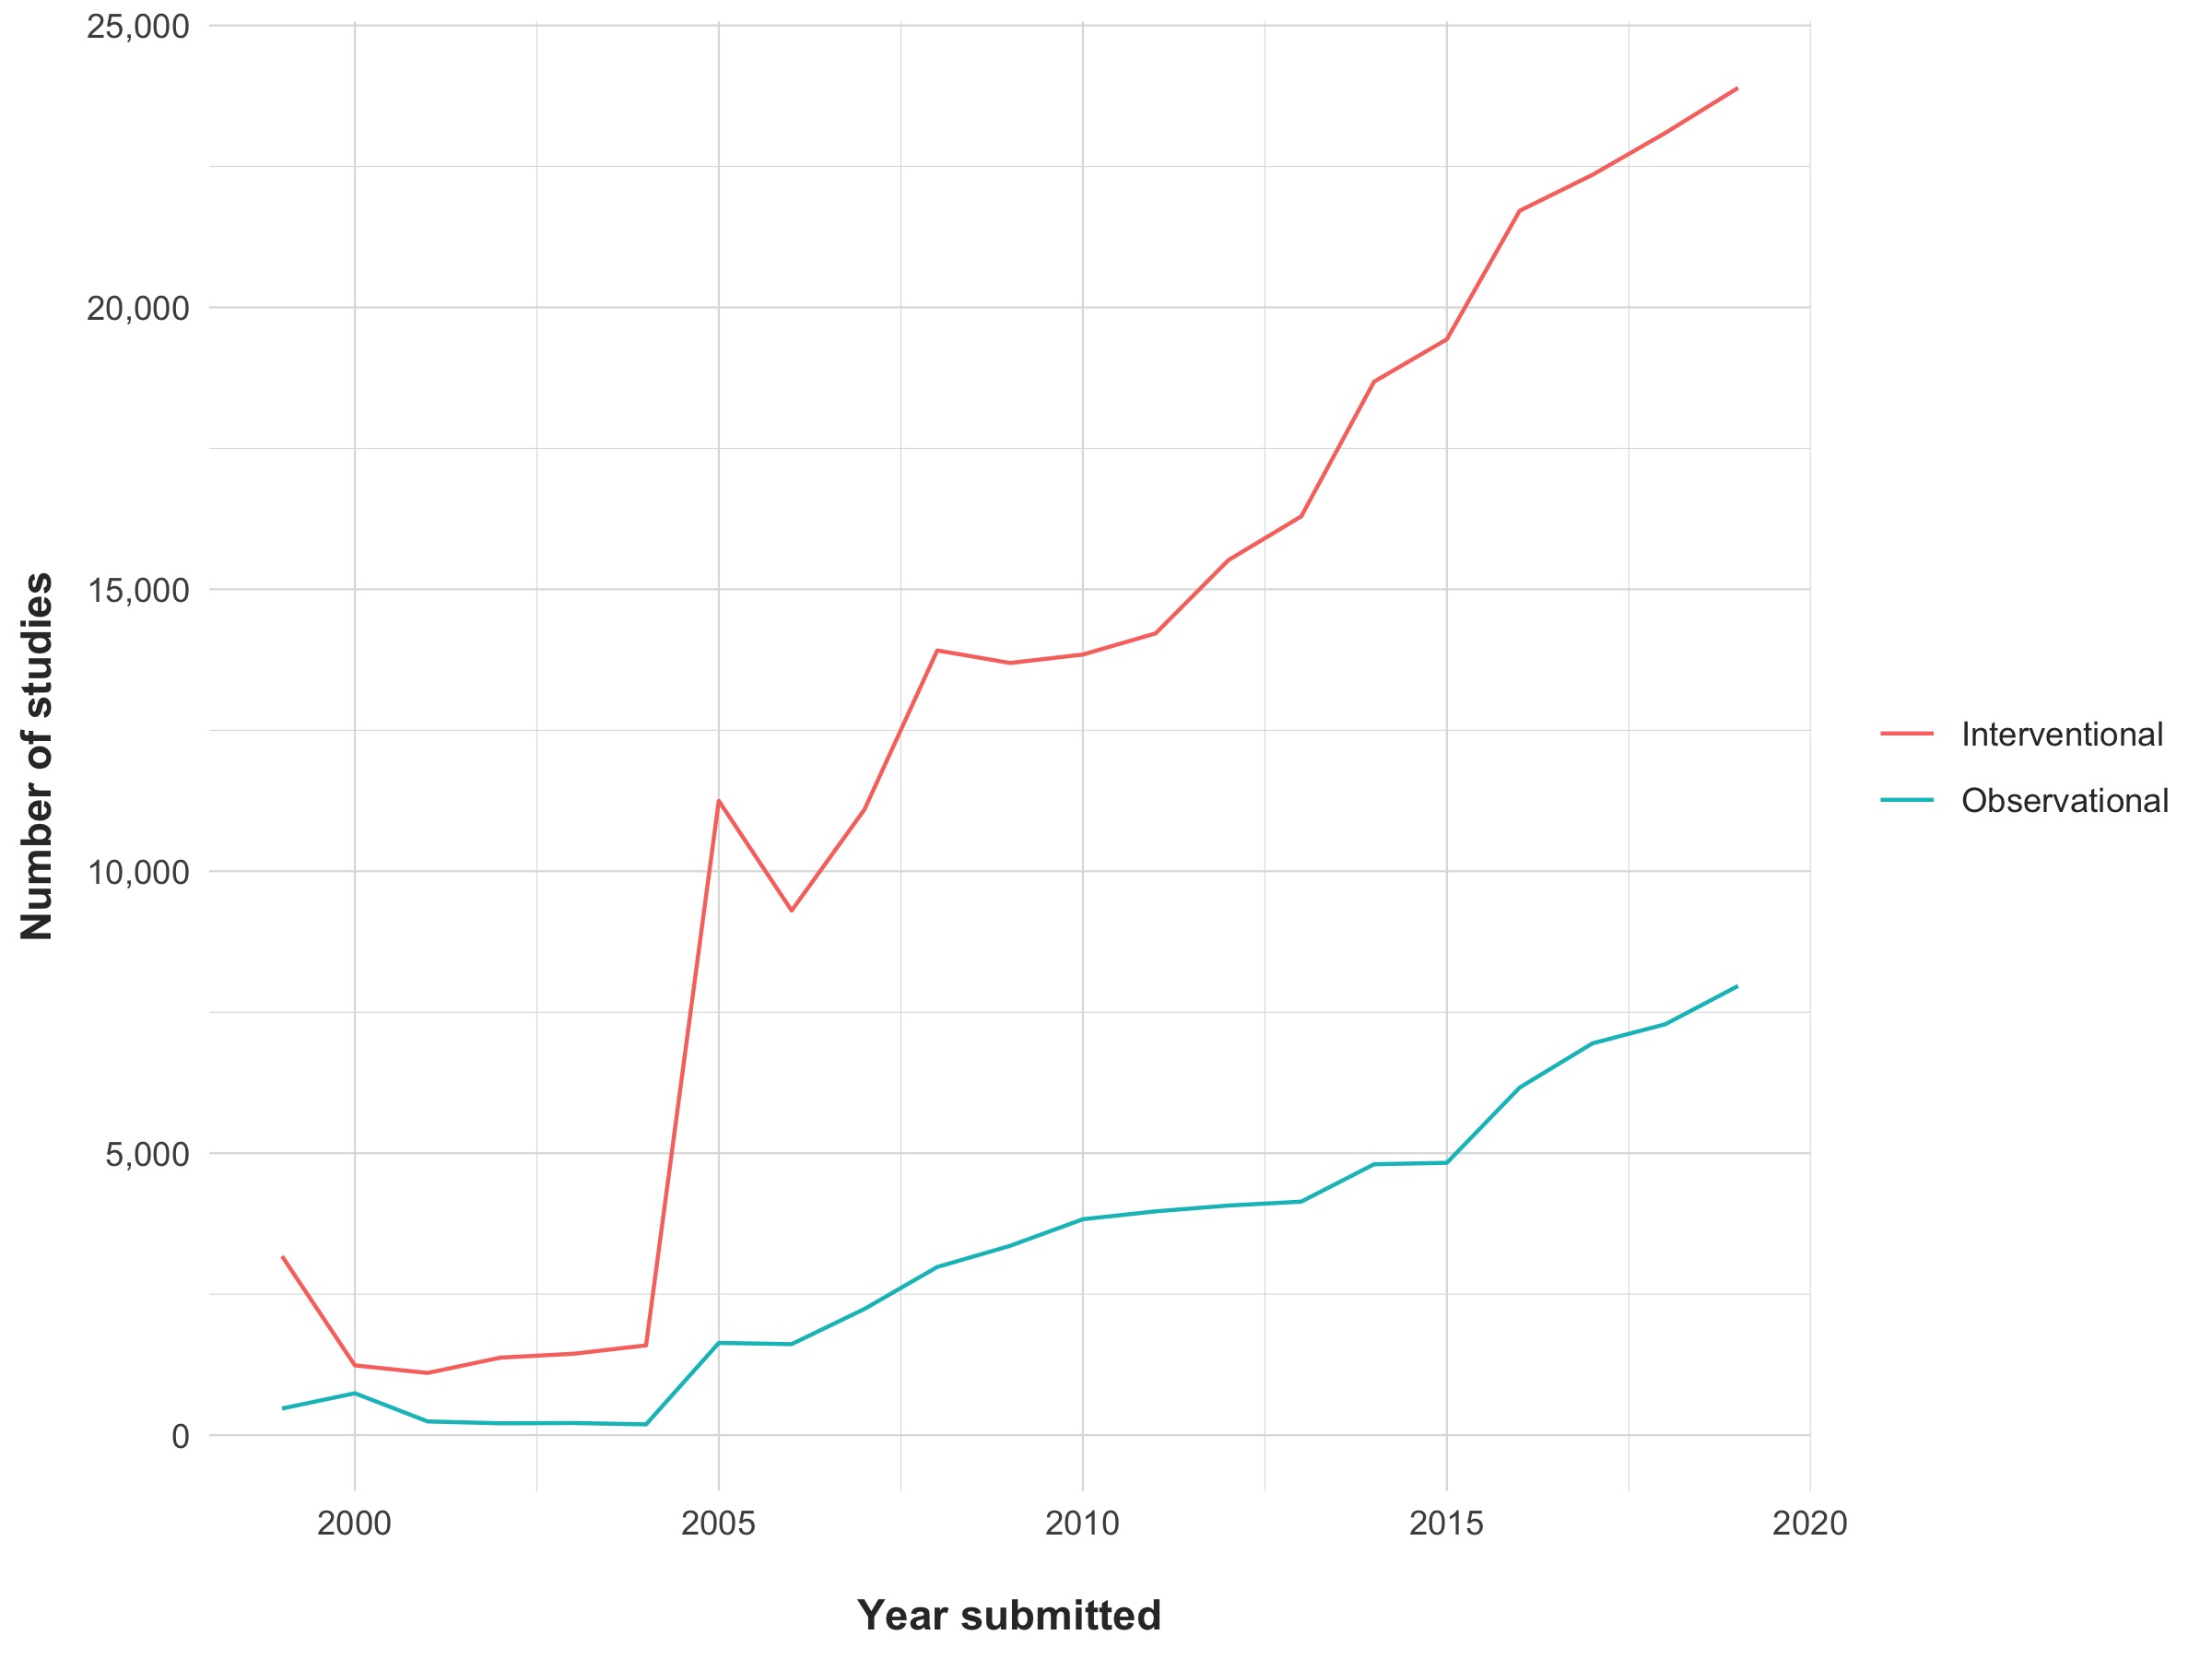 25,000
20,000
15,000
10,000
5,000
0
Number of studies
2000 2005 2010 2015 2020
Year submitted
Interventional
Observational